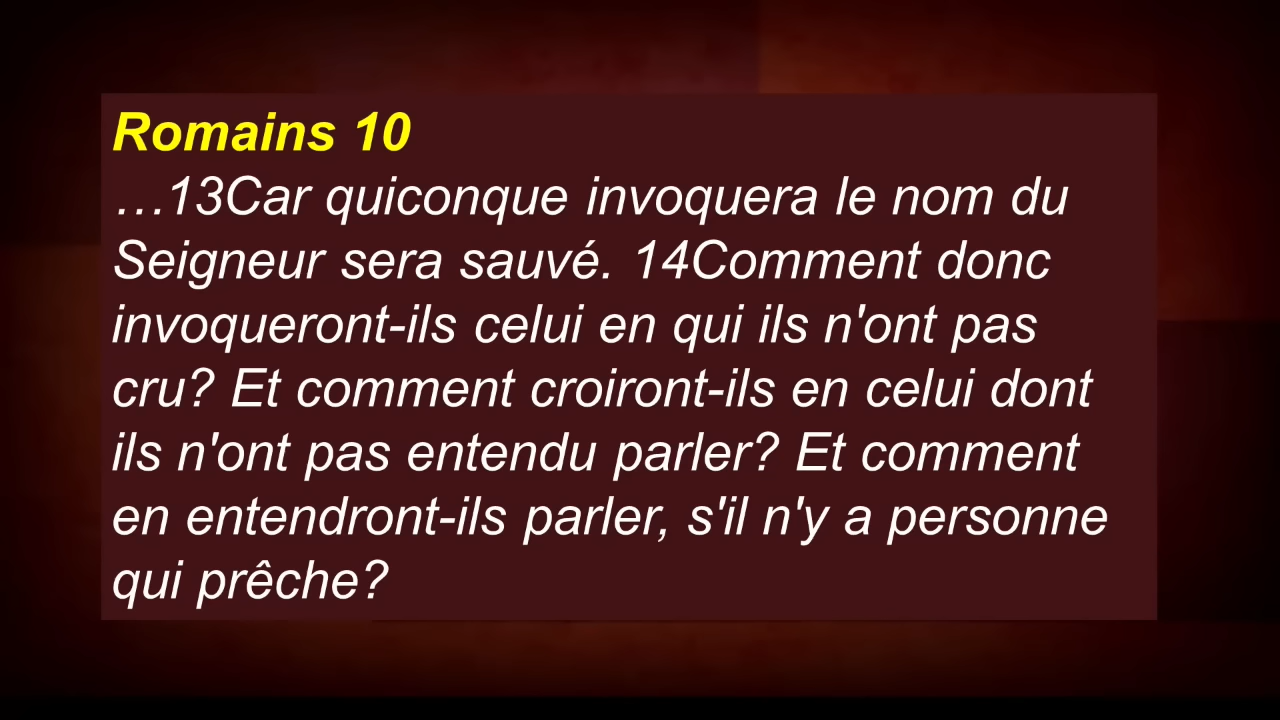 Romains 10
…13Car quiconque invoquera le nom du
Seigneur sera sauvé. 14Comment donc
invoqueront-ils celui en qui ils n'ont pas
cru? Et comment croiront-ils en celui dont
ils n'ont pas entendu parler? Et comment
en entendront-ils parler, s'il n'y a personne
qui prêche?